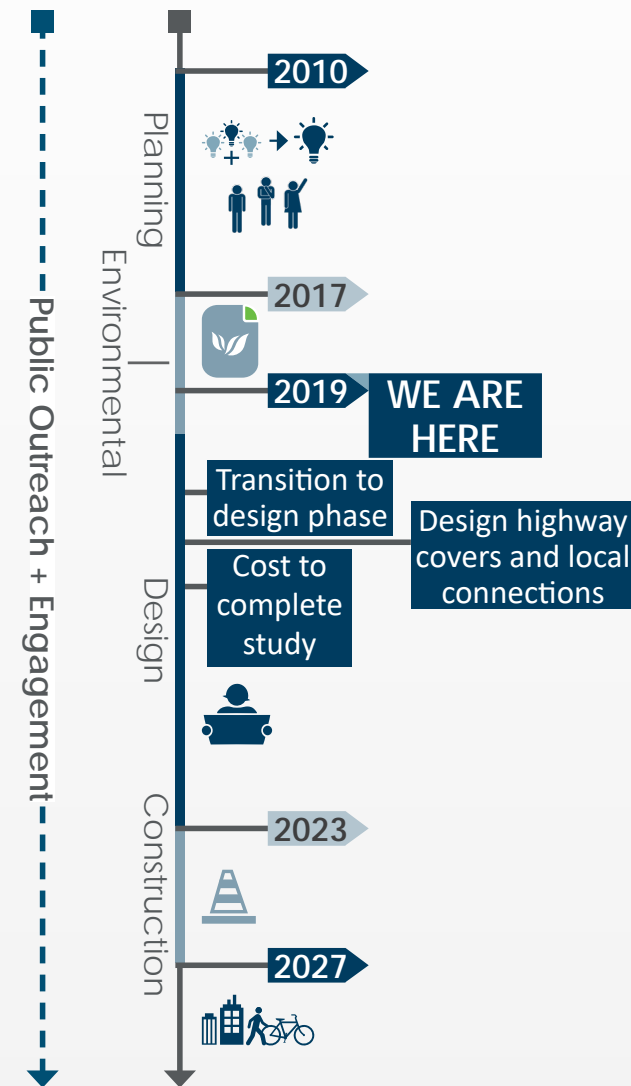 2010
Planning
2017
Environmental
Public Outreach + Engagement
2019
WE ARE
HERE
Transition to
design phase
Design highway
covers and local
connections
Cost to
complete
study
Design
2023
Construction
2027